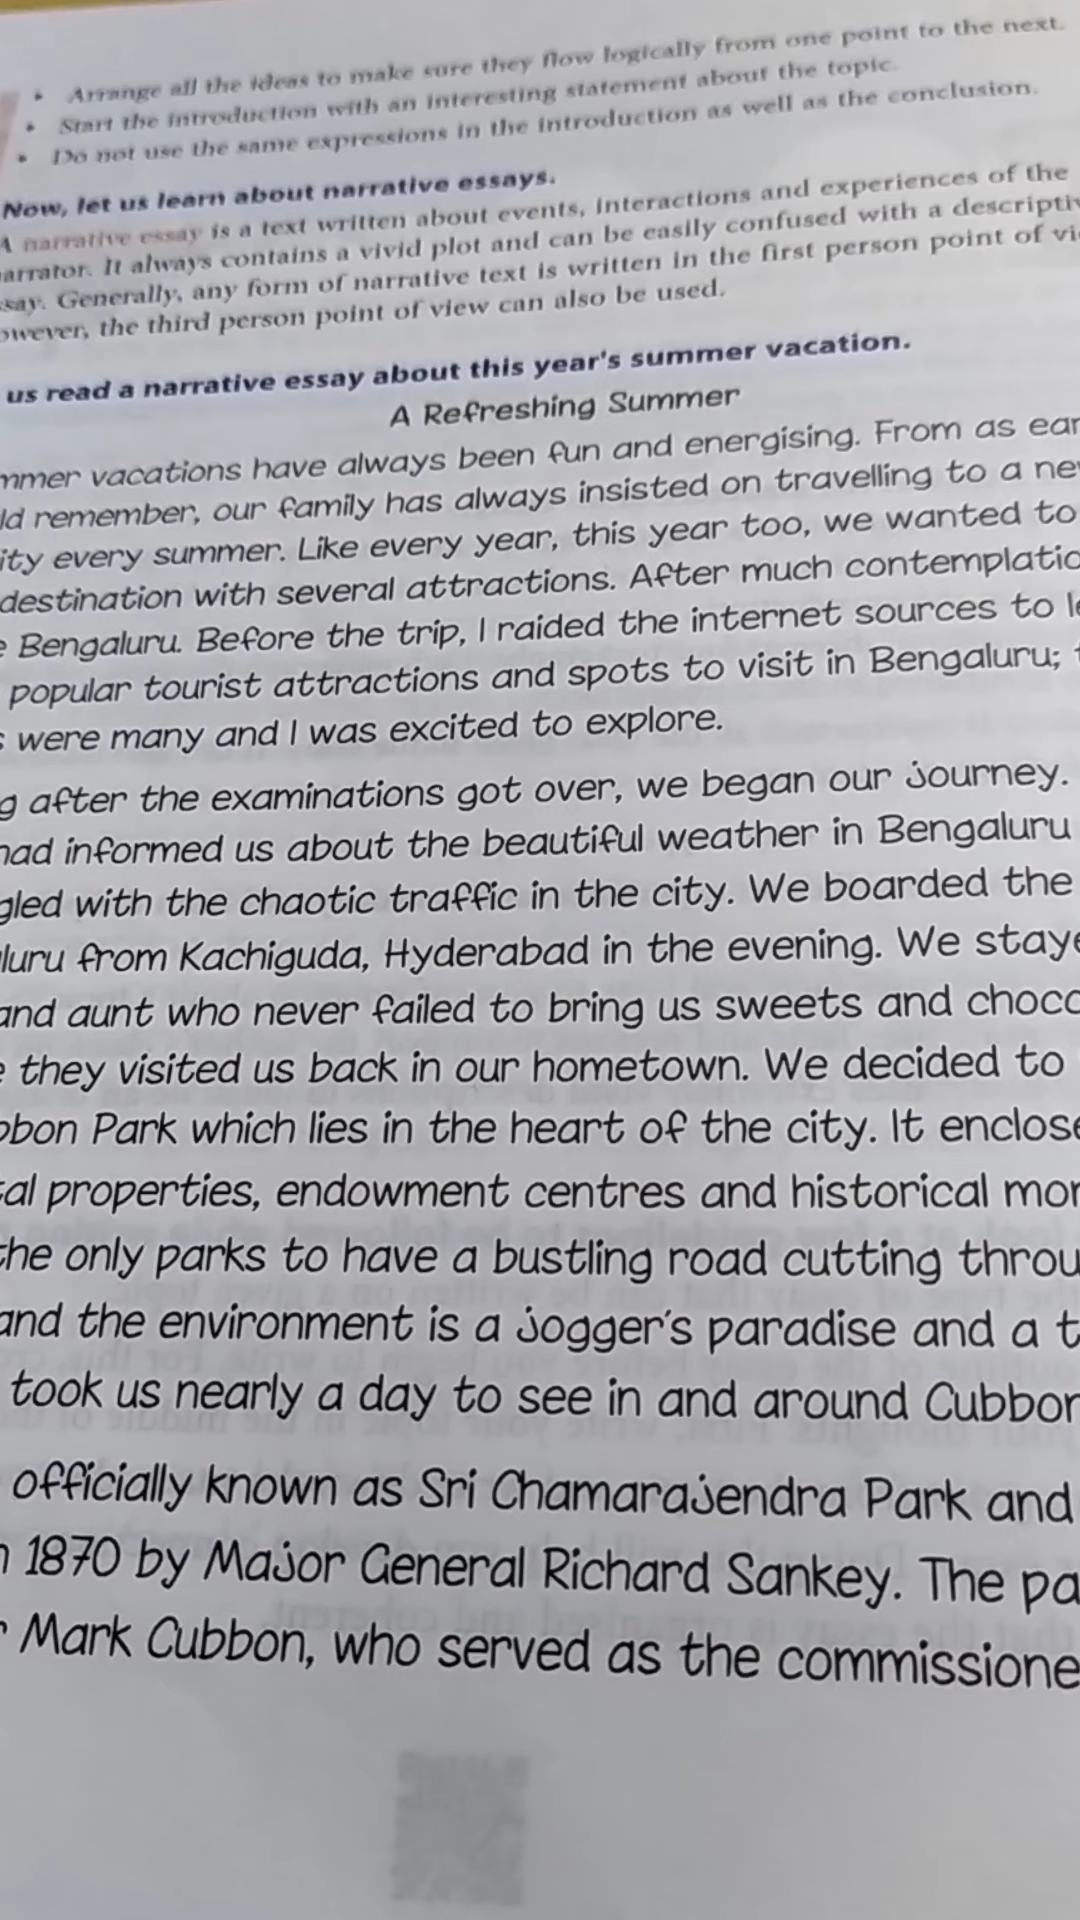 • Arrange all the ideas to make sure they flow logically from one point to the next.
• Start the introduction with an interesting statement about the topic.
• Do not use the same expressions in the introduction as well as the conclusion.
Now, let us learn about narrative essays.
A narrative essay is a text written about events, interactions and experiences of the
arrator. It always contains a vivid plot and can be easily confused with a descriptiv
ssay. Generally, any form of narrative text is written in the first person point of vi
owever, the third person point of view can also be used.
us read a narrative essay about this year's summer vacation.
A Refreshing Summer
mmer vacations have always been fun and energising. From as ear
ld remember, our family has always insisted on travelling to a ne
ity every summer. Like every year, this year too, we wanted to
destination with several attractions. After much contemplatio
e Bengaluru. Before the trip, I raided the internet sources to le
popular tourist attractions and spots to visit in Bengaluru; t
s were many and I was excited to explore.
g after the examinations got over, we began our journey.
had informed us about the beautiful weather in Bengaluru
gled with the chaotic traffic in the city. We boarded the
luru from Kachiguda, Hyderabad in the evening. We staye
and aunt who never failed to bring us sweets and choco
e they visited us back in our hometown. We decided to
bbon Park which lies in the heart of the city. It enclose
tal properties, endowment centres and historical mon
the only parks to have a bustling road cutting throu
and the environment is a jogger's paradise and a t
took us nearly a day to see in and around Cubbon
officially known as Sri Chamarajendra Park and
n 1870 by Major General Richard Sankey. The pa
r Mark Cubbon, who served as the commissione